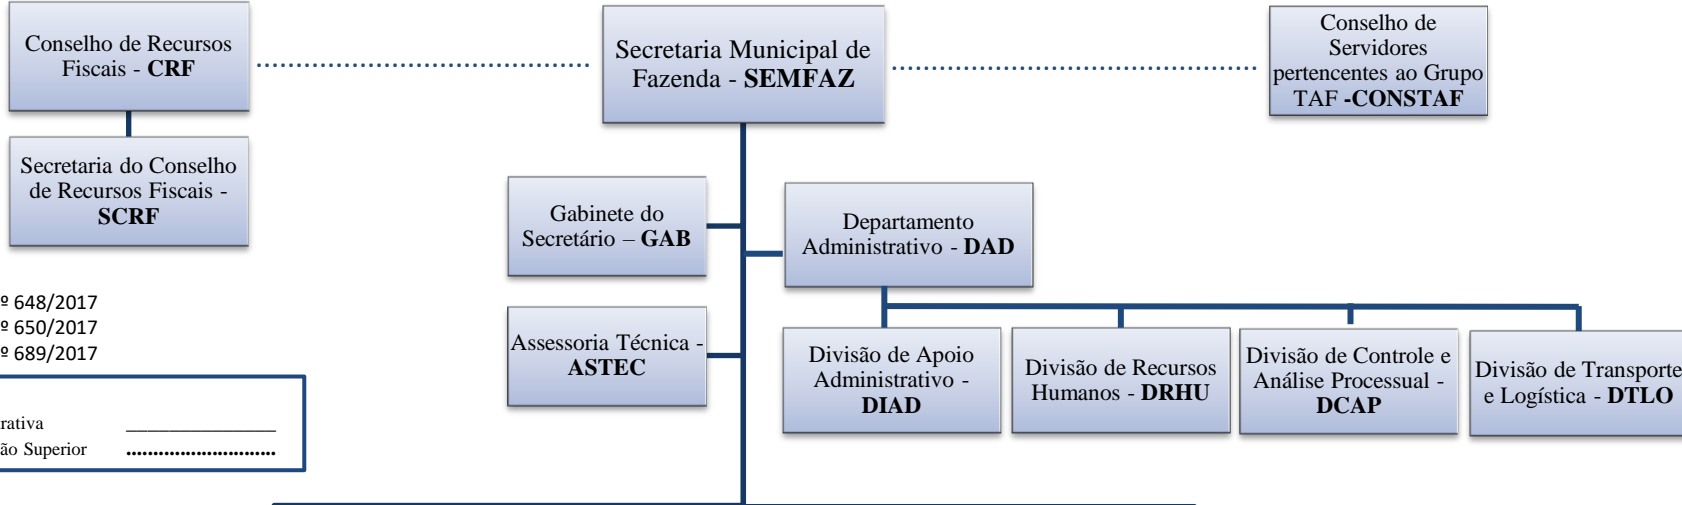 Conselho de Recursos
Fiscais - CRF
Secretaria Municipal de
Fazenda - SEMFAZ
Conselho de
Servidores
pertencentes ao Grupo
TAF -CONSTAF
Secretaria do Conselho
de Recursos Fiscais -
SCRF
Gabinete do
Secretário – GAB
Departamento
Administrativo - DAD
Assessoria Técnica -
ASTEC
Divisão de Apoio
Administrativo -
DIAD
Divisão de Recursos
Humanos - DRHU
Divisão de Controle e
Análise Processual -
DCAP
Divisão de Transporte
e Logística - DTLO
º 648/2017
º 650/2017
º 689/2017
rativa
ão Superior